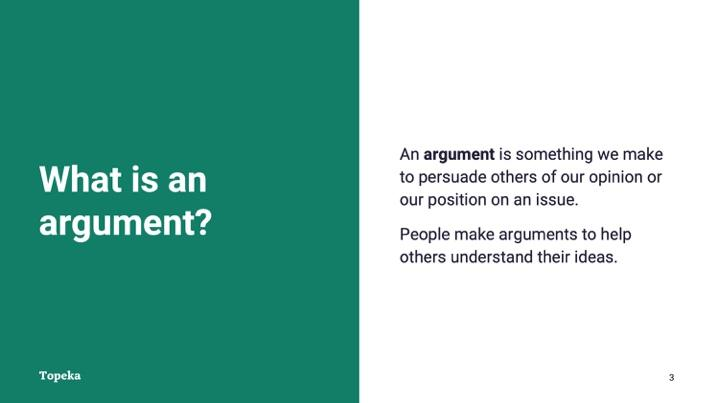 What is an
argument?
An argument is something we make
to persuade others of our opinion or
our position on an issue.
People make arguments to help
others understand their ideas.
Topeka
3